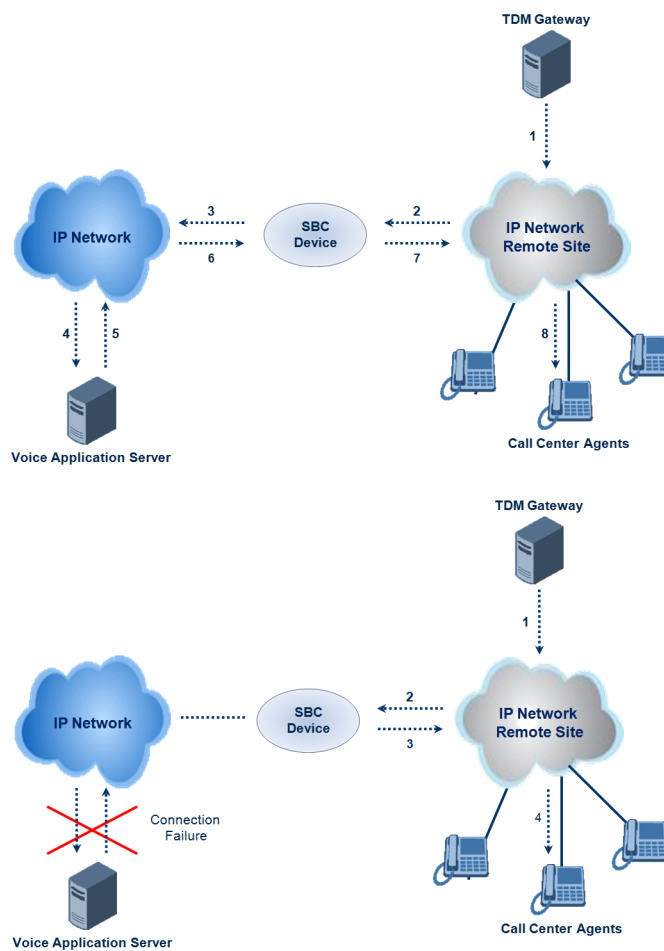 TDM Gateway
1
3
2
IP Network
SBC
Device
IP Network
Remote Site
6
7
4
5
8
Voice Application Server
Call Center Agents
TDM Gateway
1
2
IP Network
SBC
Device
IP Network
Remote Site
3
Connection
Failure
4
Voice Application Server
Call Center Agents